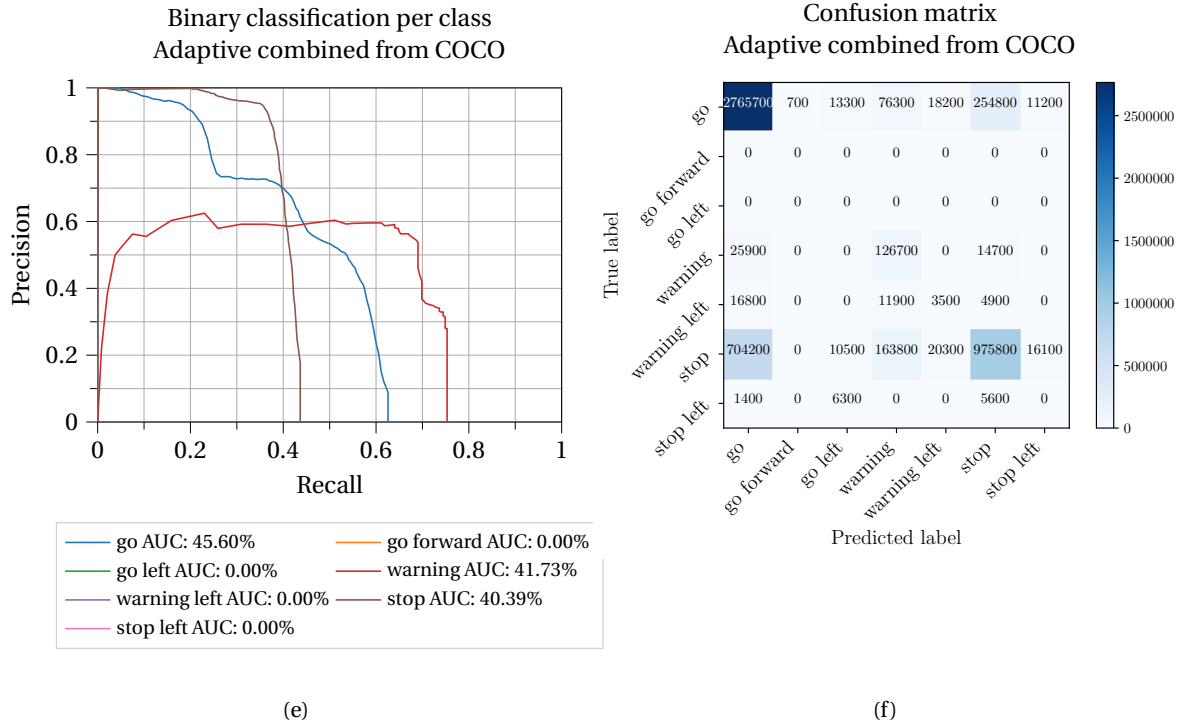 Binary classification per class
Adaptive combined from COCO
1
0.8
0.6
0.4
0.2
0
Precision
0
0.2
0.4
0.6
0.8
1
Recall
go AUC: 45.60%
go forward AUC: 0.00%
go left AUC: 0.00%
warning AUC: 41.73%
warning left AUC: 0.00%
stop AUC: 40.39%
stop left AUC: 0.00%
(e)
Confusion matrix
Adaptive combined from COCO
True label
go 2765700 700 13300 76300 18200 254800 11200
go forward 0 0 0 0 0 0 0
go left 0 0 0 0 0 0 0
warning 25900 0 0 126700 0 14700 0
warning left 16800 0 0 11900 3500 4900 0
stop 704200 0 10500 163800 20300 975800 16100
stop left 1400 0 6300 0 0 5600 0
go
go forward
go left
warning
warning left
stop
stop left
Predicted label
2500000
2000000
1500000
1000000
500000
0
(f)